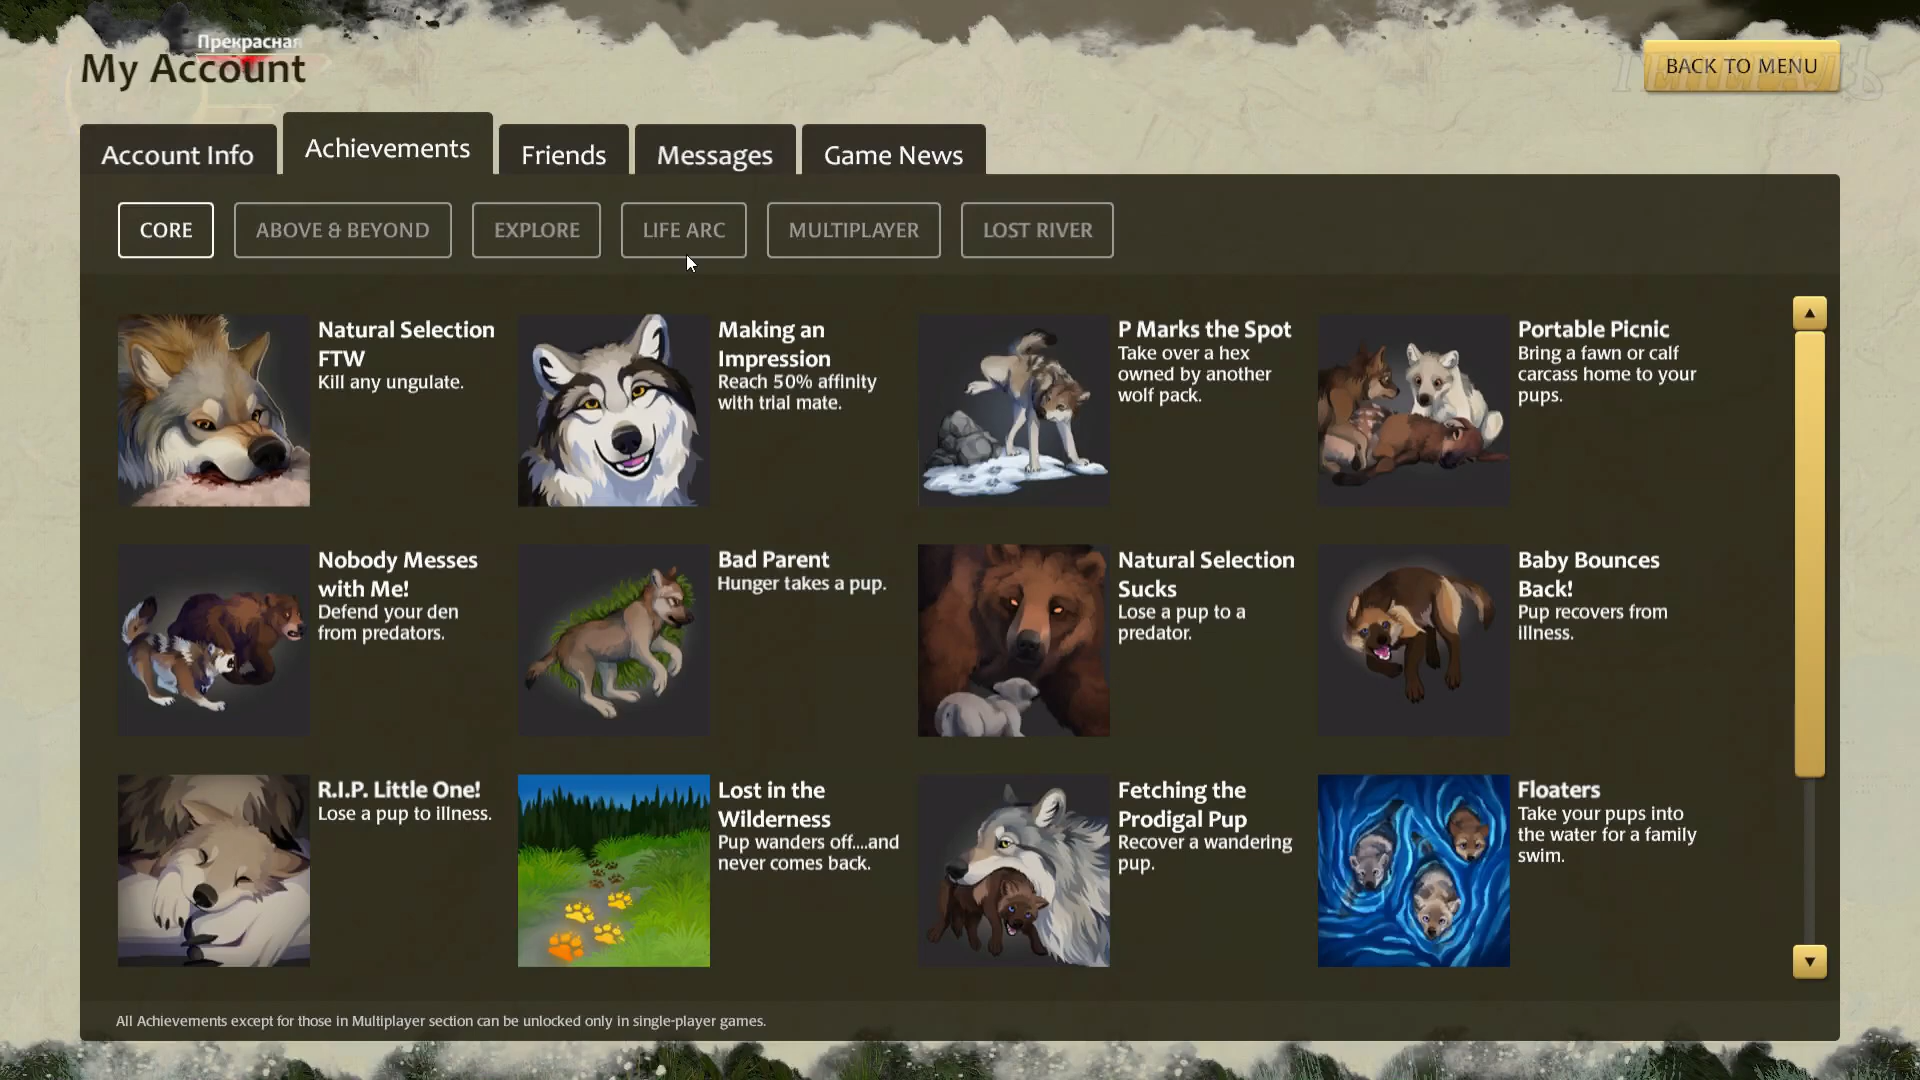 Прекрасная
My Account
BACK TO MENU
Account Info
Achievements
Friends
Messages
Game News
CORE
ABOVE & BEYOND
EXPLORE
LIFE ARC
MULTIPLAYER
LOST RIVER
Natural Selection
FTW
Kill any ungulate.
Making an
Impression
Reach 50% affinity
with trial mate.
P Marks the Spot
Take over a hex
owned by another
wolf pack.
Portable Picnic
Bring a fawn or calf
carcass home to your
pups.
Nobody Messes
with Me!
Defend your den
from predators.
Bad Parent
Hunger takes a pup.
Natural Selection
Sucks
Lose a pup to a
predator.
Baby Bounces
Back!
Pup recovers from
illness.
R.I.P. Little One!
Lose a pup to illness.
Lost in the
Wilderness
Pup wanders off....and
never comes back.
Fetching the
Prodigal Pup
Recover a wandering
pup.
Floaters
Take your pups into
the water for a family
swim.
All Achievements except for those in Multiplayer section can be unlocked only in single-player games.